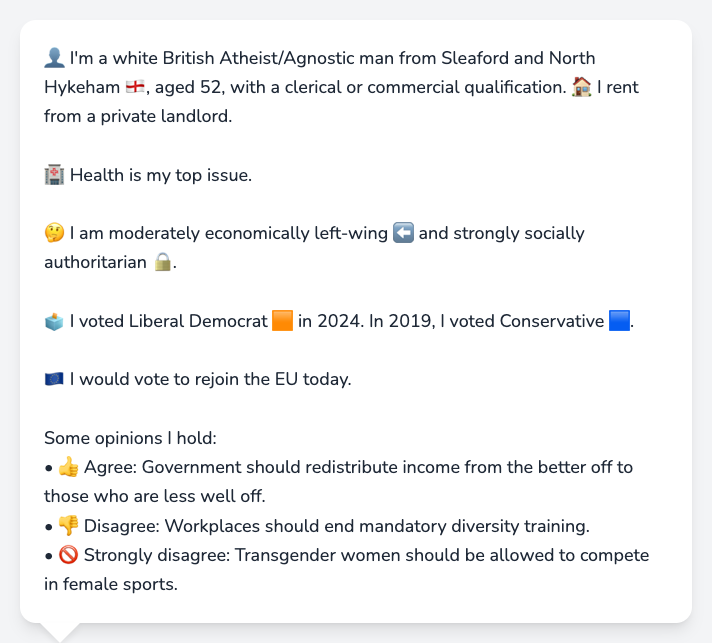 👤 I'm a white British Atheist/Agnostic man from Sleaford and North
Hykeham 🏴󠁧󠁢󠁥󠁮󠁧󠁿, aged 52, with a clerical or commercial qualification. 🏠 I rent
from a private landlord.
🏥 Health is my top issue.
🤔 I am moderately economically left-wing ⬅️ and strongly socially
authoritarian 🔒.
🗳️ I voted Liberal Democrat 🟧 in 2024. In 2019, I voted Conservative 🟦.
🇪🇺 I would vote to rejoin the EU today.
Some opinions I hold:
• 👍 Agree: Government should redistribute income from the better off to
those who are less well off.
• 👎 Disagree: Workplaces should end mandatory diversity training.
• 🚫 Strongly disagree: Transgender women should be allowed to compete
in female sports.